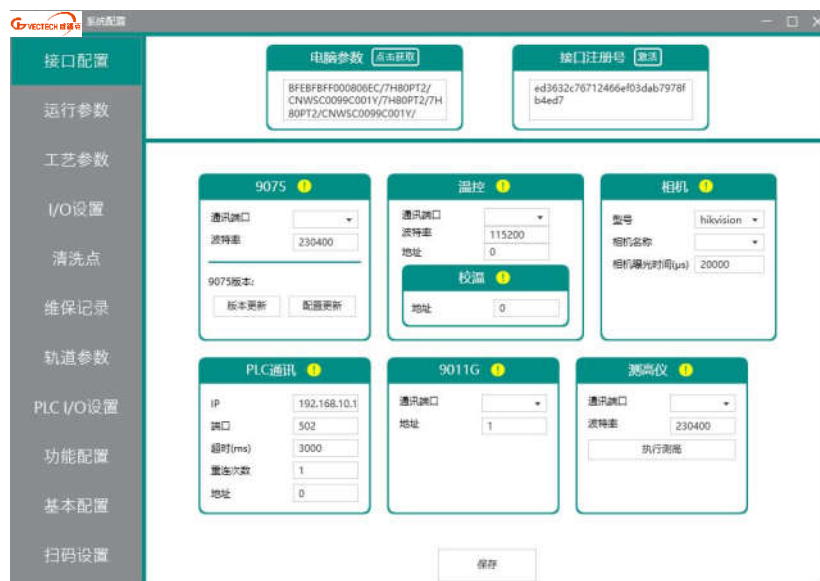 GVECTECH 威德点 系统配置
接口配置
运行参数
工艺参数
I/O设置
清洗点
维保记录
轨道参数
PLC I/O设置
功能配置
基本配置
扫码设置
电脑参数 点击获取
BFEBFBFF000806EC/7H80PT2/
CNWSC0099C001Y/7H80PT2/7H
80PT2/CNWSC0099C001Y/
接口注册号 激活
ed3632c76712466ef03dab7978f
b4ed7
9075 !
通讯端口
波特率 230400
9075版本:
版本更新 配置更新
温控 !
通讯端口
波特率 115200
地址 0
校温 !
地址 0
相机 !
型号 hikvision
相机名称
相机曝光时间(μs) 20000
PLC通讯 !
IP 192.168.10.1
端口 502
超时(ms) 3000
重连次数 1
地址 0
9011G !
通讯端口
地址 1
测高仪 !
通讯端口
波特率 230400
执行测高
保存